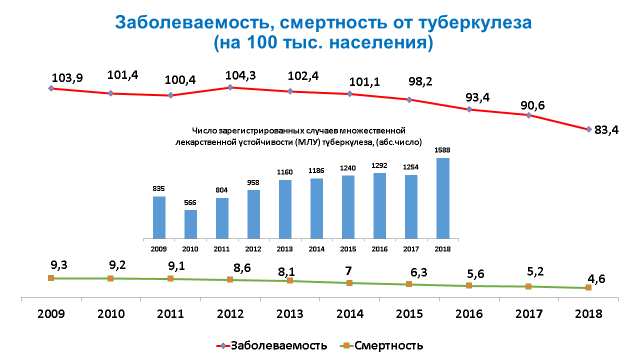 Заболеваемость, смертность от туберкулеза
(на 100 тыс. населения)
103,9 101,4 100,4 104,3 102,4 101,1 98,2 93,4 90,6 83,4
Число зарегистрированных случаев множественной
лекарственной устойчивости (МЛУ) туберкулеза, (абс.число)
835 566 804 958 1160 1186 1240 1292 1254 1588
2009 2010 2011 2012 2013 2014 2015 2016 2017 2018
9,3 9,2 9,1 8,6 8,1 7 6,3 5,6 5,2 4,6
2009 2010 2011 2012 2013 2014 2015 2016 2017 2018
Заболеваемость Смертность